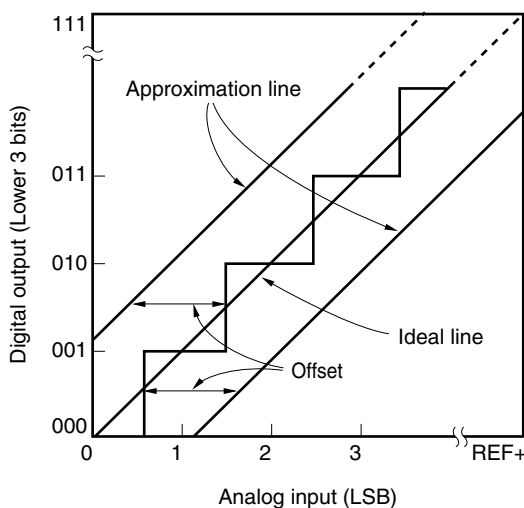 111
Approximation line
011
010
Ideal line
001
Offset
000
0
1
2
3
REF+
Analog input (LSB)
Digital output (Lower 3 bits)